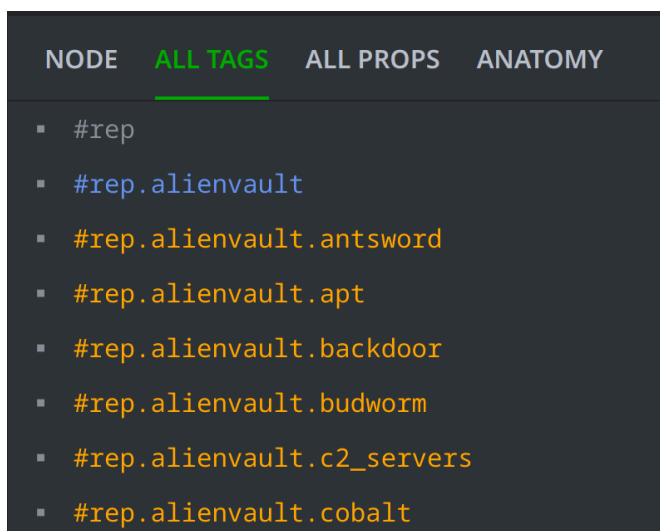 NODE ALL TAGS ALL PROPS ANATOMY
#rep
#rep.alienvault
#rep.alienvault.antsword
#rep.alienvault.apt
#rep.alienvault.backdoor
#rep.alienvault.budworm
#rep.alienvault.c2_servers
#rep.alienvault.cobalt